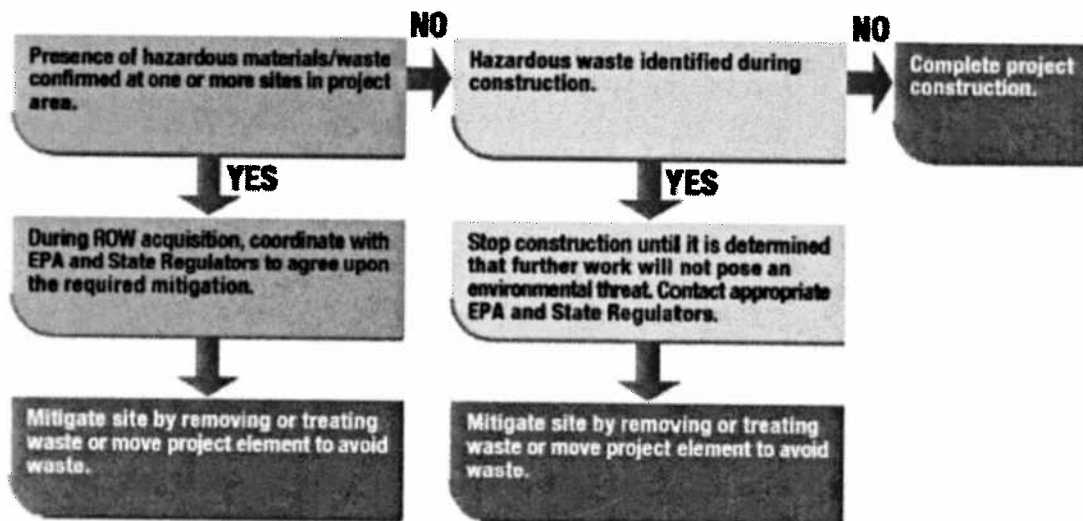 NO
NO
Presence of hazardous materials/waste
confirmed at one or more sites in project
area.
Hazardous waste identified during
construction.
Complete project
construction.
YES
YES
During ROW acquisition, coordinate with
EPA and State Regulators to agree upon
the required mitigation.
Stop construction until it is determined
that further work will not pose an
environmental threat. Contact appropriate
EPA and State Regulators.
Mitigate site by removing or treating
waste or move project element to avoid
waste.
Mitigate site by removing or treating
waste or move project element to avoid
waste.